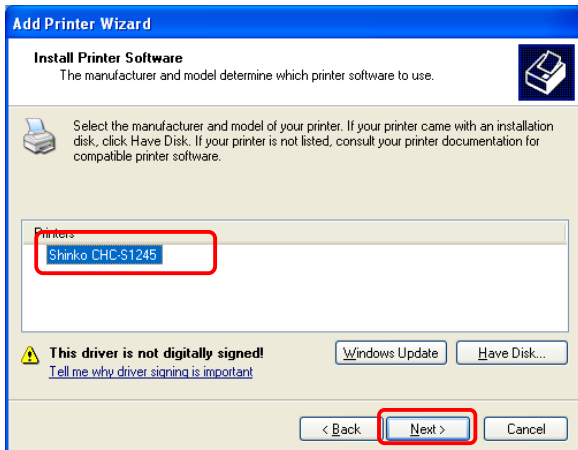 Add Printer Wizard
Install Printer Software
The manufacturer and model determine which printer software to use.
Select the manufacturer and model of your printer. If your printer came with an installation
disk, click Have Disk. If your printer is not listed, consult your printer documentation for
compatible printer software.
Printers
Shinko CHC-S1245
This driver is not digitally signed!
Tell me why driver signing is important
Windows Update
Have Disk...
< Back
Next >
Cancel